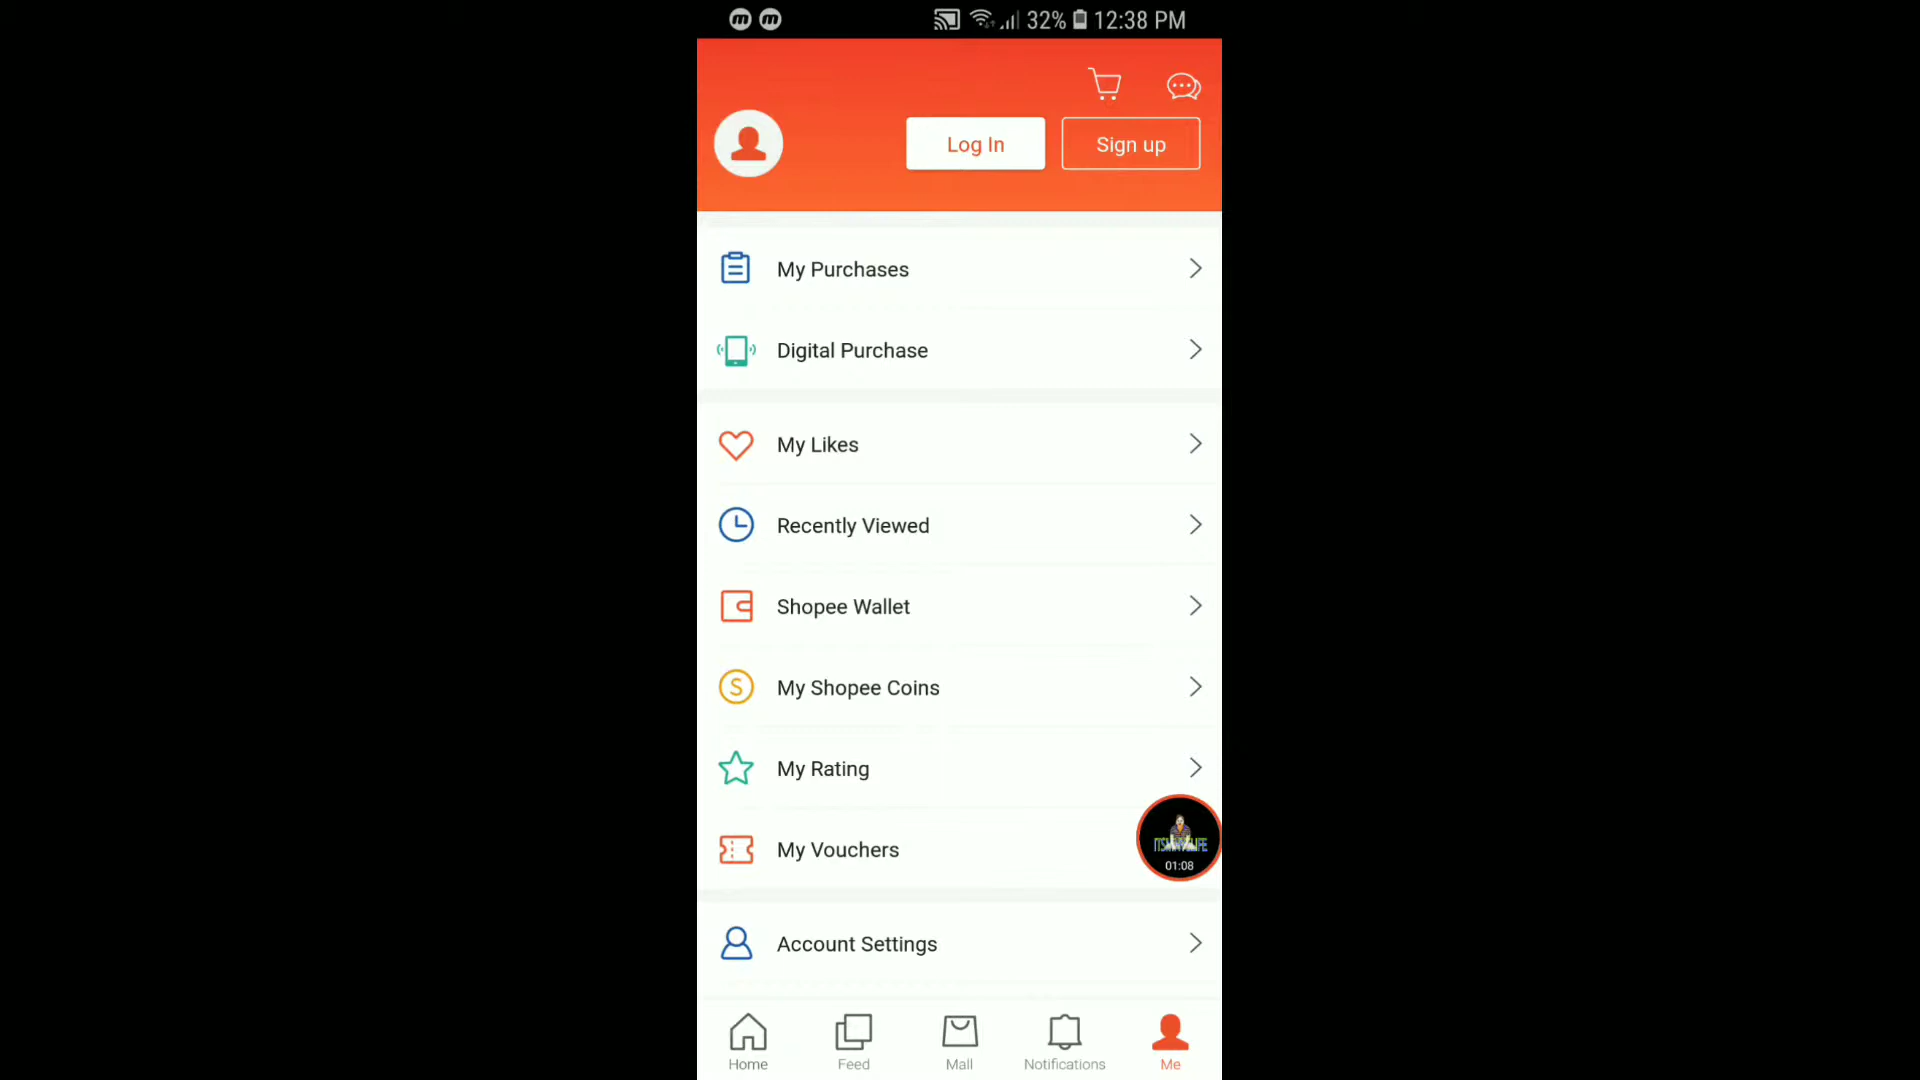 32% 12:38 PM
Log In
Sign up
My Purchases
Digital Purchase
My Likes
Recently Viewed
Shopee Wallet
My Shopee Coins
My Rating
My Vouchers
01:08
Account Settings
Home
Feed
Mall
Notifications
Me